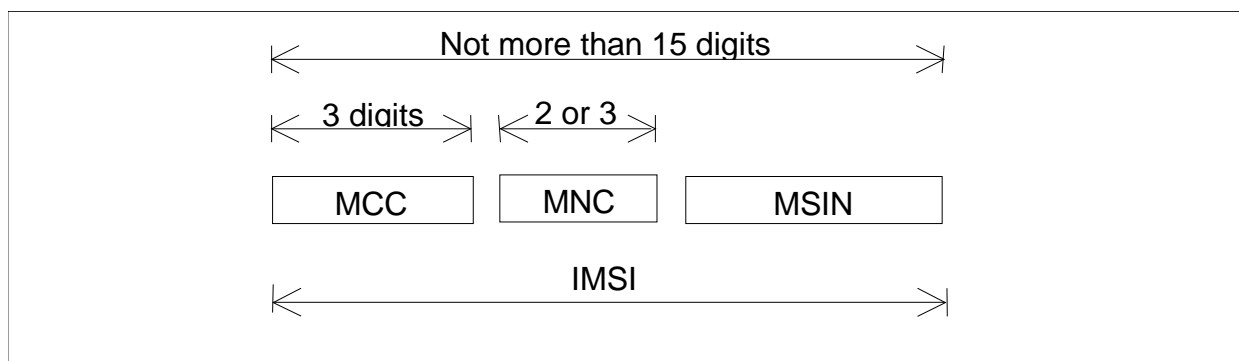 Not more than 15 digits
3 digits 2 or 3
MCC MNC MSIN
IMSI